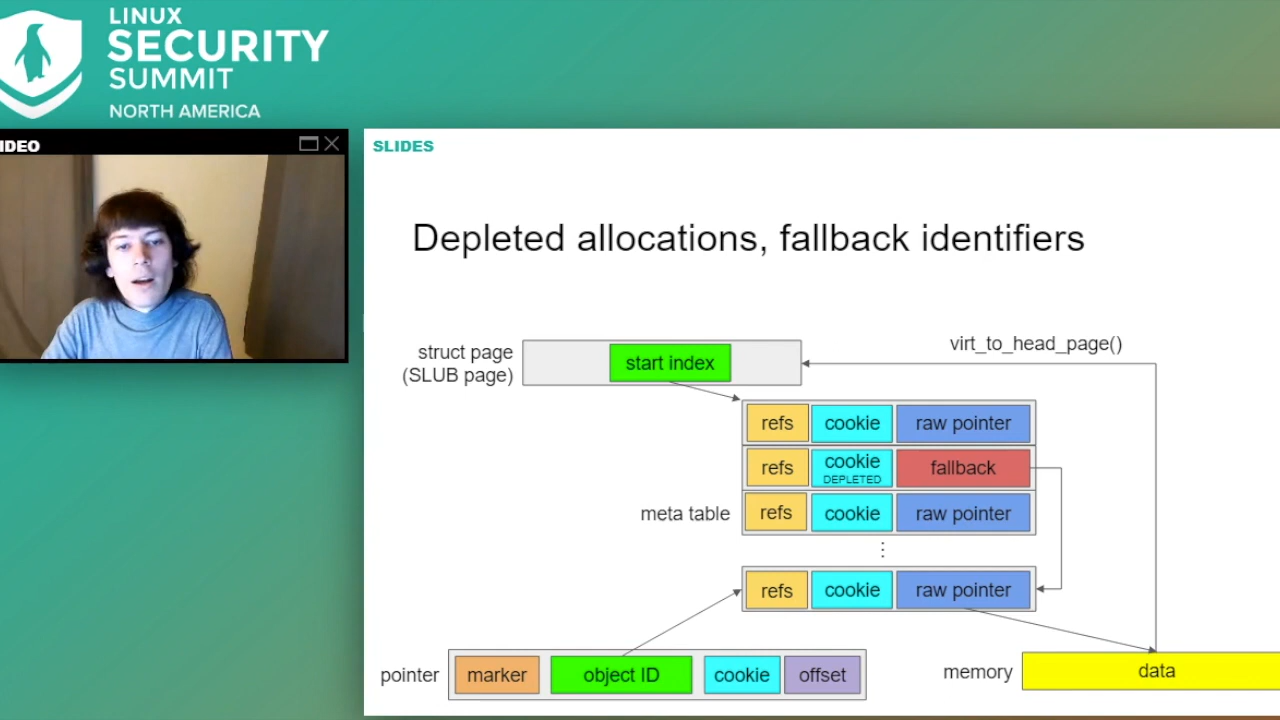 LINUX
SECURITY
SUMMIT
NORTH AMERICA
IDEO
SLIDES
Depleted allocations, fallback identifiers
struct page
(SLUB page)
start index
virt_to_head_page()
refs cookie raw pointer
refs cookie DEPLETED fallback
meta table refs cookie raw pointer
refs cookie raw pointer
pointer marker object ID cookie offset
memory data